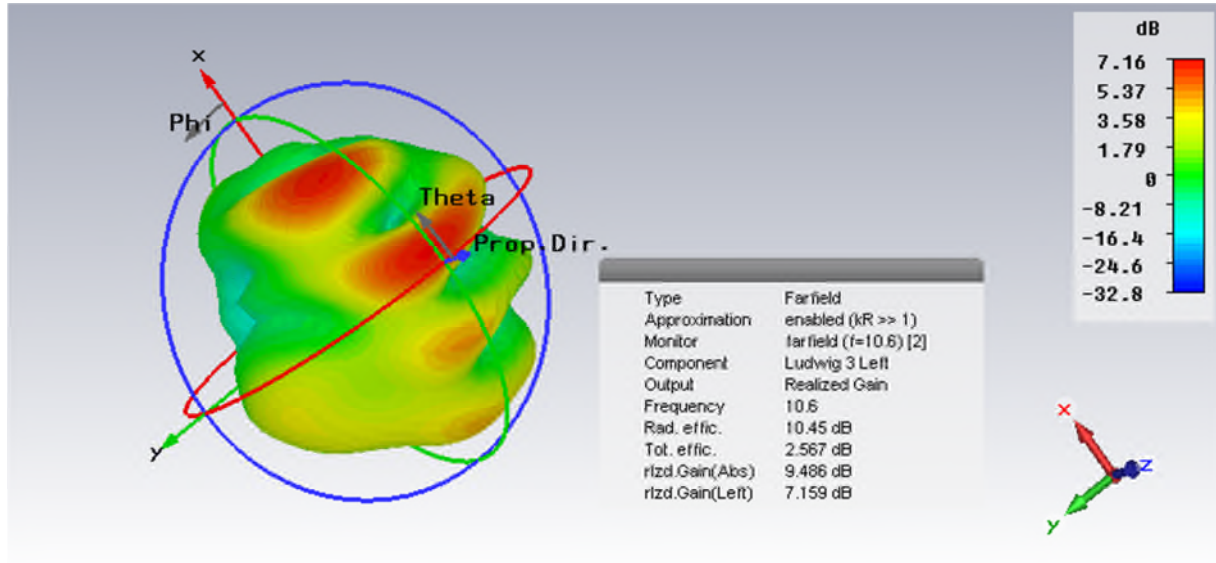 x
Phi
Theta
Prop.Dir.
y
dB
7.16
5.37
3.58
1.79
0
-8.21
-16.4
-24.6
-32.8
Type Farfield
Approximation enabled (kR >> 1)
Monitor farfield (f=10.6) [2]
Component Ludwig 3 Left
Output Realized Gain
Frequency 10.6
Rad. effic. 10.45 dB
Tot. effic. 2.567 dB
rlzd.Gain(Abs) 9.486 dB
rlzd.Gain(Left) 7.159 dB
x
z
y